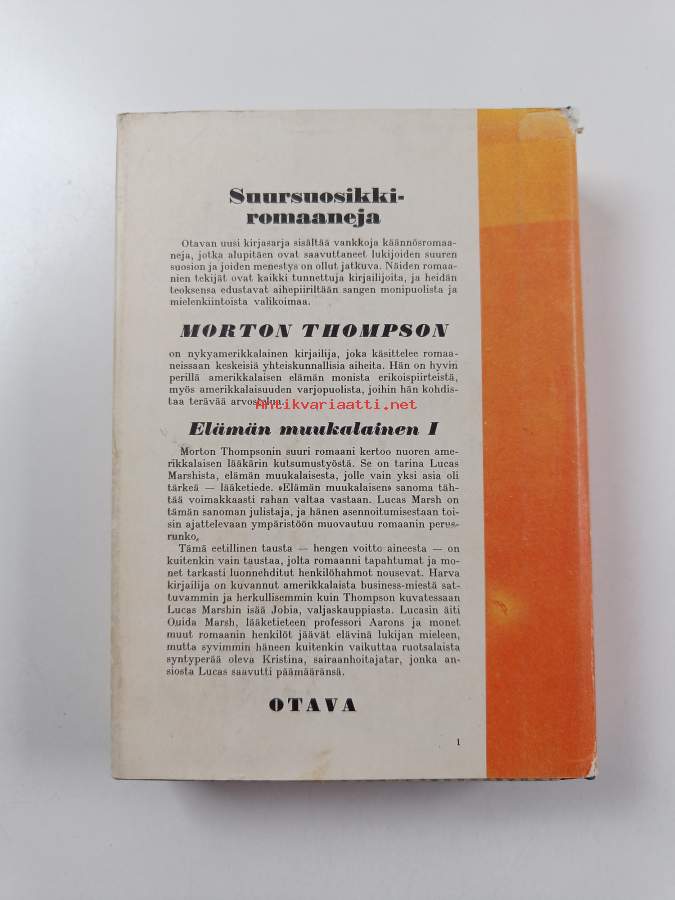 Suursuosikki-
romaaneja
Otavan uusi kirjasarja sisältää vankkoja käännösromaa-
neja, jotka alupitäen ovat saavuttaneet lukijoiden suuren
suosion ja joiden menestys on ollut jatkuva. Näiden romaa-
nien tekijät ovat kaikki tunnettuja kirjailijoita, ja heidän
teoksensa edustavat aihepiiriltään sangen monipuolista ja
mielenkiintoista valikoimaa.
MORTON THOMPSON
on nykyamerikkalainen kirjailija, joka käsittelee romaa-
neissaan keskeisiä yhteiskunnallisia aiheita. Hän on hyvin
perillä amerikkalaisen elämän monista erikoispiirteistä,
myös amerikkalaisuuden varjopuolista, joihin hän kohdis-
taa terävää arvostelua.
Antikvariaatti.net
Elämän muukalainen I
Morton Thompsonin suuri romaani kertoo nuoren ame-
rikkalaisen lääkärin kutsumustyöstä. Se on tarina Lucas
Marshista, elämän muukalaisesta, jolle vain yksi asia oli
tärkeä — lääketiede. »Elämän muukalaisen» sanoma täh-
tää voimakkaasti rahan valtaa vastaan. Lucas Marsh on
tämän sanoman julistaja, ja hänen asennoitumisestaan toi-
sin ajattelevaan ympäristöön muovautuu romaanin perus-
runko.
Tämä eetillinen tausta — hengen voitto aineesta — on
kuitenkin vain taustaa, jolta romaanni tapahtumat ja mo-
net tarkasti luonnehditut henkilöhahmot nousevat. Harva
kirjailija on kuvannut amerikkalaista business-miestä sat-
tuvammin ja herkullisemmin kuin Thompson kuvatessaan
Lucas Marshin isää Jobia, valjaskauppiasta. Lucasin äiti
Ouida Marsh, lääketieteen professori Aarons ja monet
muut romaanin henkilöt jäävät elävinä lukijan mieleen,
mutta syvimmin häneen kuitenkin vaikuttaa ruotsalaista
syntyperää oleva Kristina, sairaanhoitajatar, jonka an-
siosta Lucas saavutti päämääränsä.
OTAVA
1